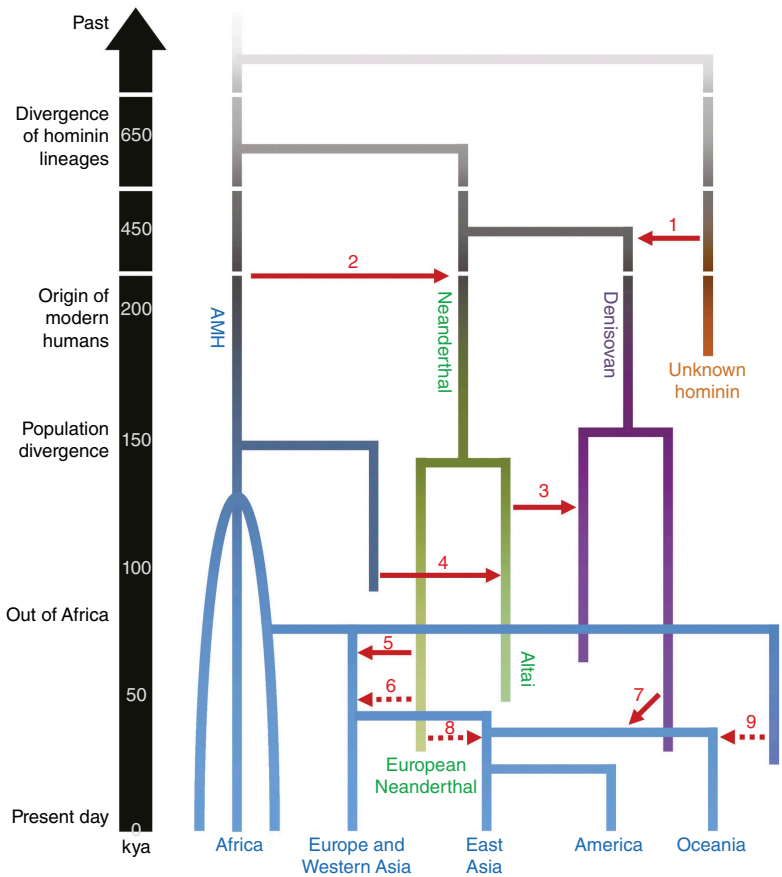 Past
Divergence
of hominin
lineages
650
450
1
2
Origin of
modern
humans
200
AMH
Neanderthal
Denisovan
Unknown
hominin
Population
divergence
150
3
100
4
Out of Africa
5
Altai
50
6
7
8
9
European
Neanderthal
Present day
0
kya
Africa
Europe and
Western Asia
East
Asia
America
Oceania